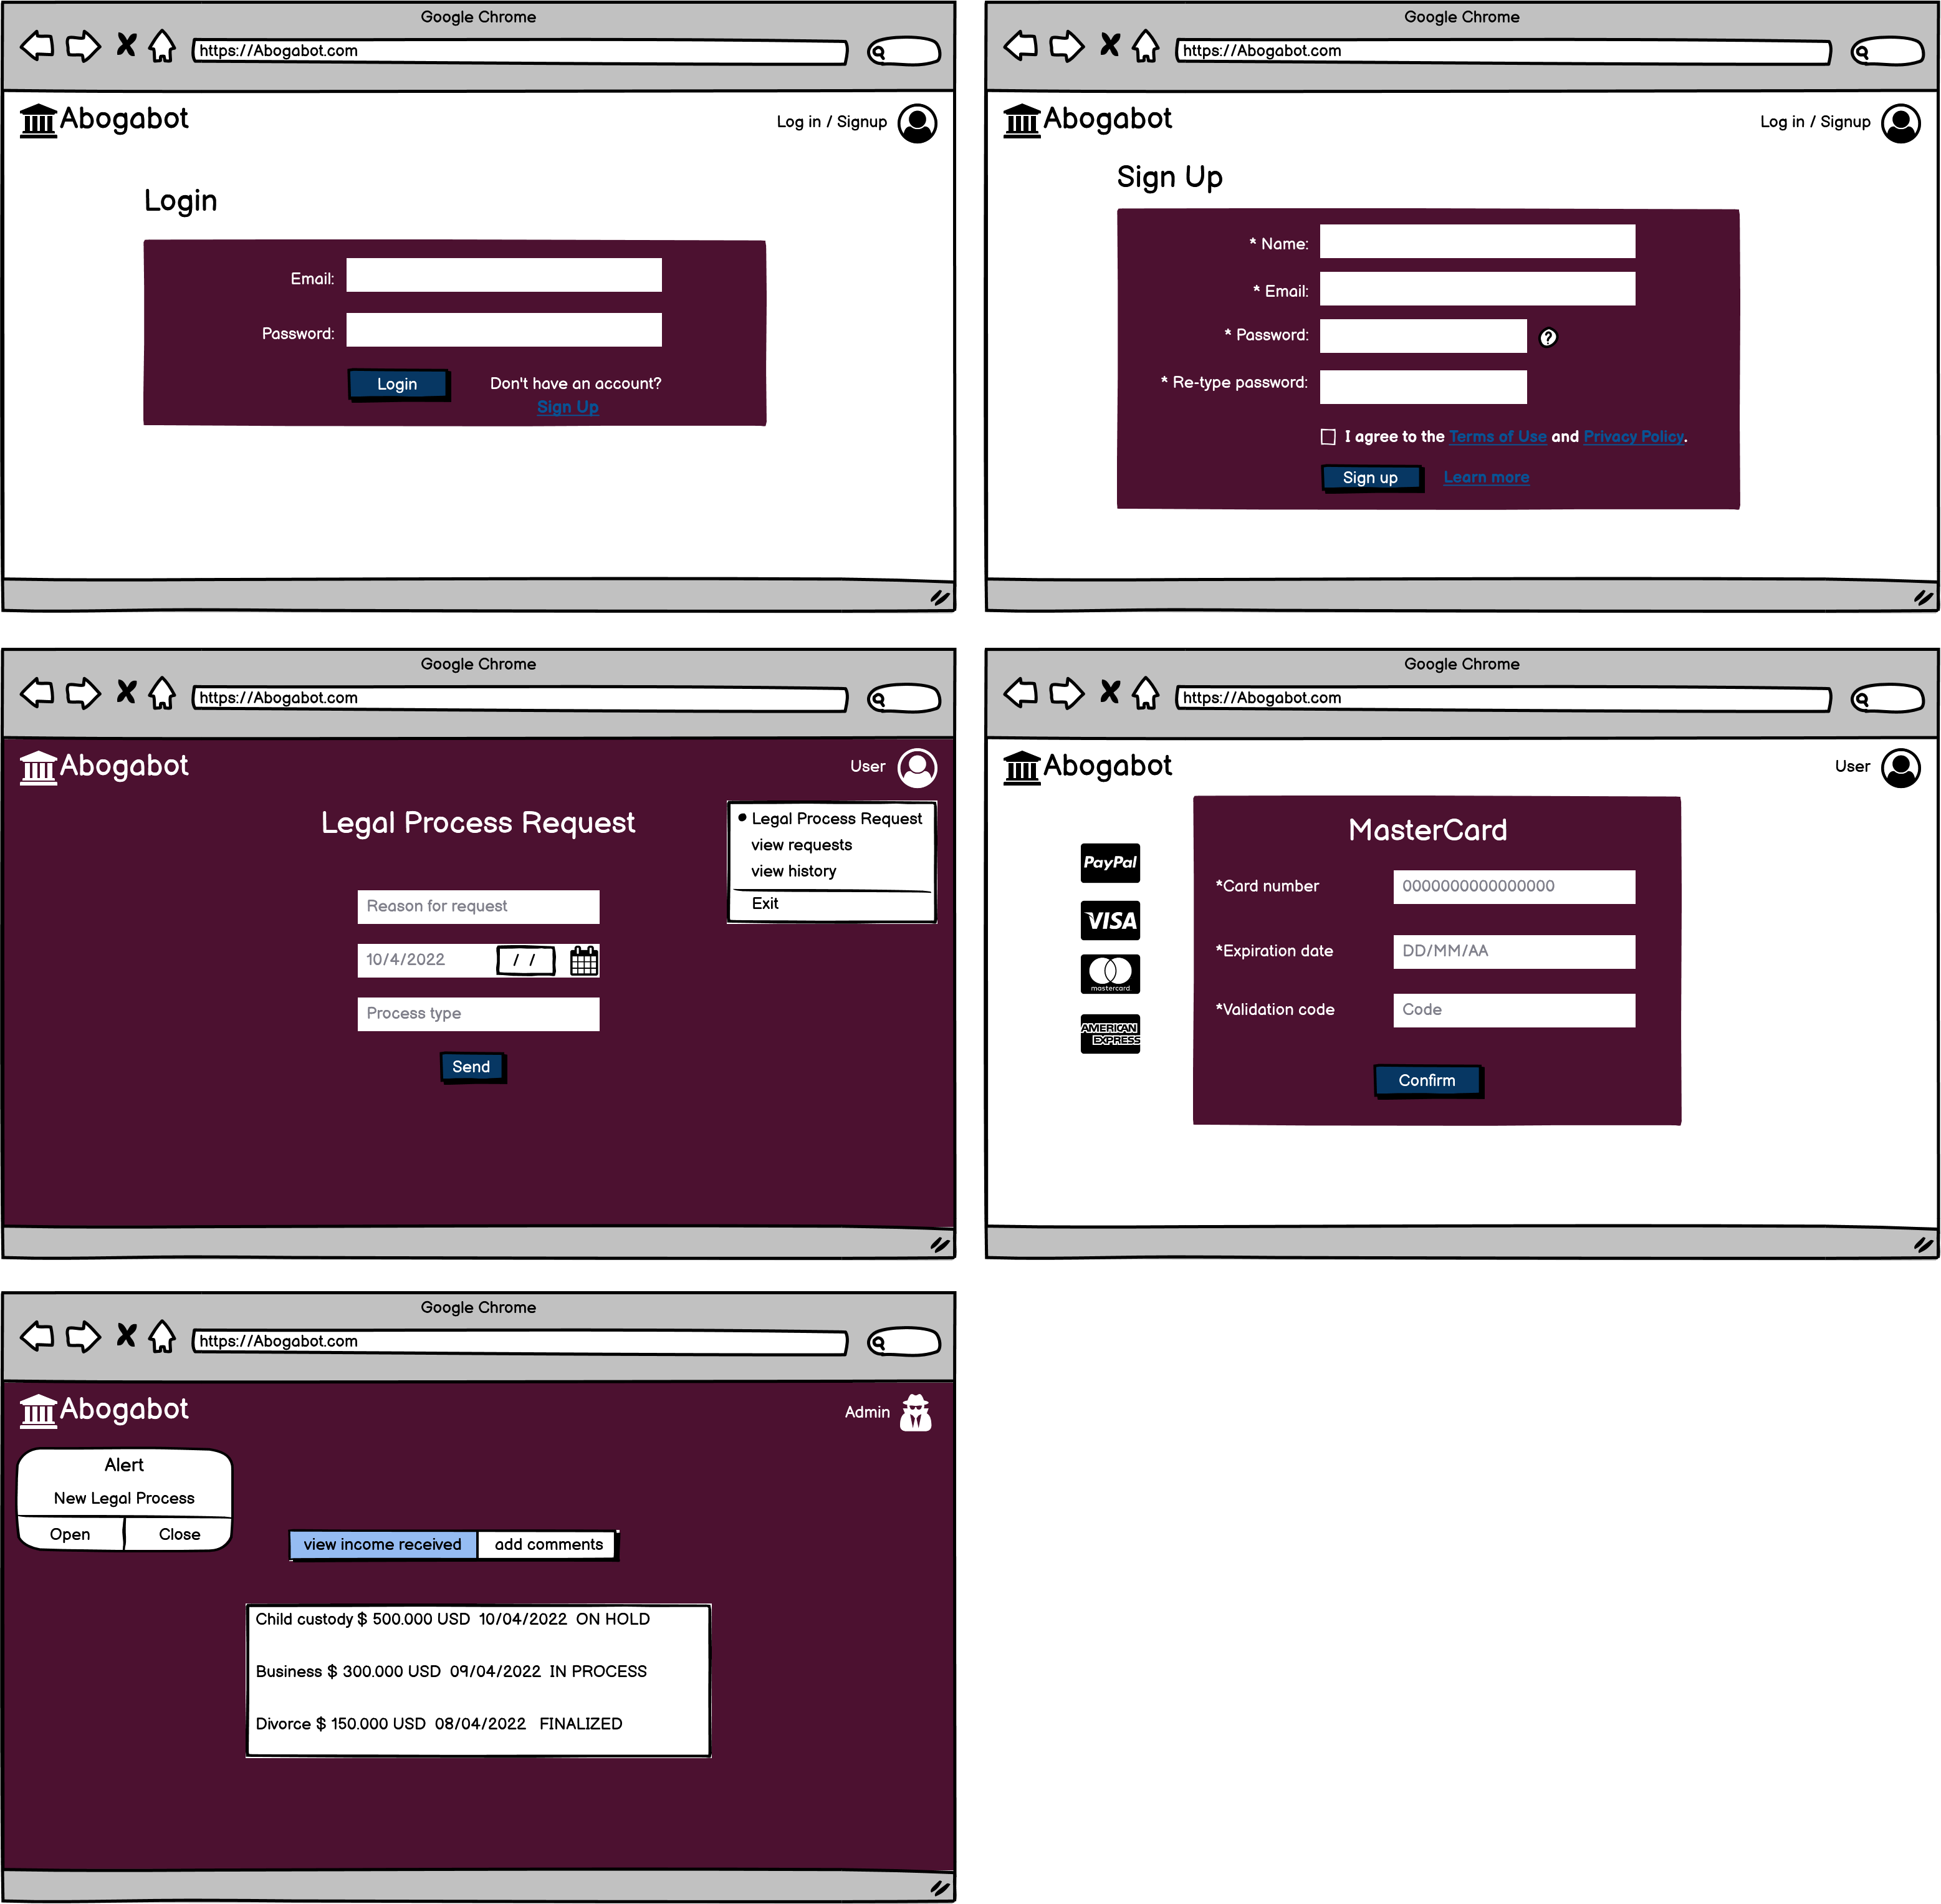 Google Chrome
https://Abogabot.com
Abogabot
Log in / Signup
Login
Email:
Password:
Login
Don't have an account?
Sign Up
Google Chrome
https://Abogabot.com
Abogabot
Log in / Signup
Sign Up
* Name:
* Email:
* Password:
?
* Re-type password:
I agree to the Terms of Use and Privacy Policy.
Sign up
Learn more
Google Chrome
https://Abogabot.com
Abogabot
User
Legal Process Request
Legal Process Request
view requests
view history
Exit
Reason for request
10/4/2022
/ /
Process type
Send
Google Chrome
https://Abogabot.com
Abogabot
User
PayPal
VISA
mastercard
AMERICAN
EXPRESS
MasterCard
*Card number
0000000000000000
*Expiration date
DD/MM/AA
*Validation code
Code
Confirm
Google Chrome
https://Abogabot.com
Abogabot
Admin
Alert
New Legal Process
Open
Close
view income received
add comments
Child custody $ 500.000 USD 10/04/2022 ON HOLD
Business $ 300.000 USD 09/04/2022 IN PROCESS
Divorce $ 150.000 USD 08/04/2022 FINALIZED